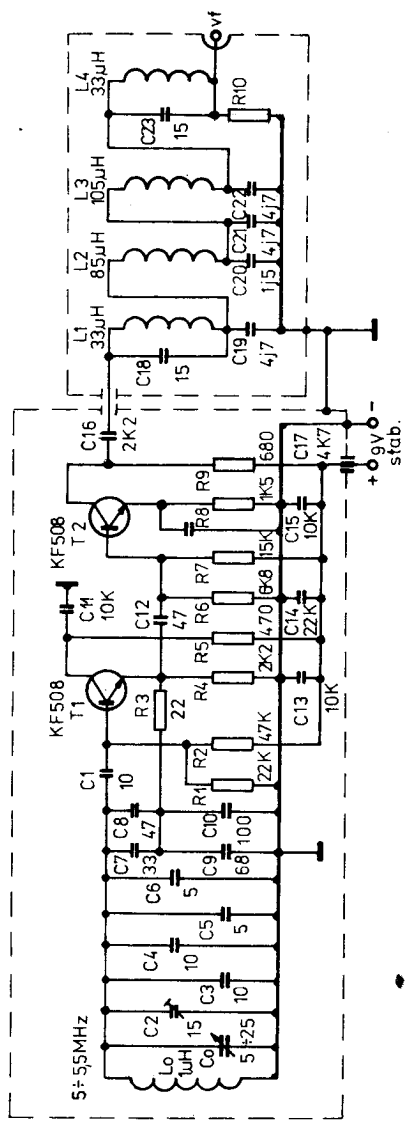 5÷5,5MHz
Lo
1μH
Co
5÷25
C2
15
C3
10
C4
10
C5
5
C6
5
C7
33
C8
47
C9
68
C10
100
C1
10
R1
22K
R2
47K
KF508
T1
R3
22
R4
2K2
R5
470
C11
10K
C12
47
C13
10K
R6
6K8
R7
15K
C14
22K
KF508
T2
R8
1K5
R9
680
C15
10K
C16
2K2
C17
4K7
+ 9V -
stab.
L1
33μH
C18
15
C19
4j7
L2
85μH
C20
1j5
L3
105μH
C21
4j7
C22
4j7
L4
33μH
C23
15
R10
vf